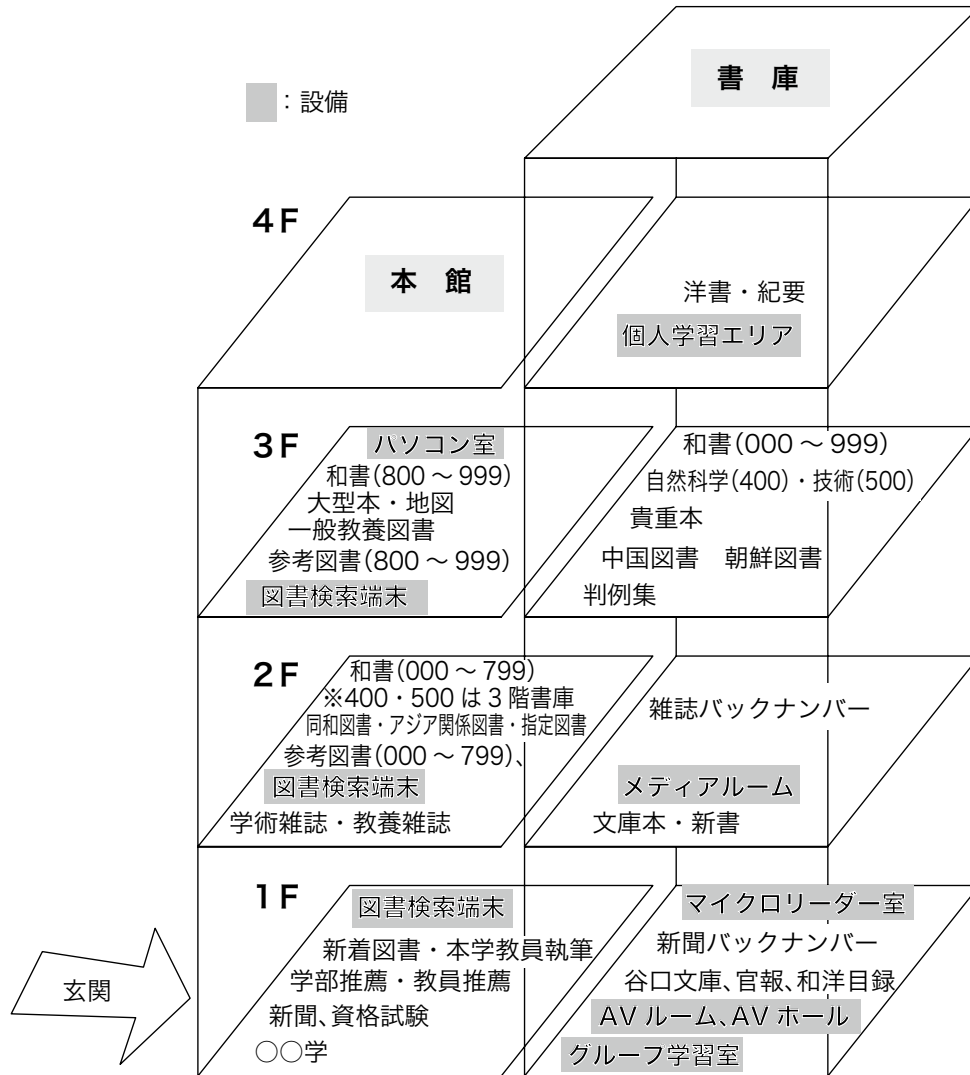 書 庫
：設備
4F
本 館
洋書・紀要
個人学習エリア
3F
パソコン室
和書(800 ～ 999)
大型本・地図
一般教養図書
参考図書(800 ～ 999)
図書検索端末
和書(000 ～ 999)
自然科学(400)・技術(500)
貴重本
中国図書 朝鮮図書
判例集
2F
和書(000 ～ 799)
※400・500 は 3 階書庫
同和図書・アジア関係図書・指定図書
参考図書(000 ～ 799)、
図書検索端末
学術雑誌・教養雑誌
雑誌バックナンバー
メディアルーム
文庫本・新書
1F
図書検索端末
新着図書・本学教員執筆
学部推薦・教員推薦
新聞、資格試験
○○学
マイクロリーダー室
新聞バックナンバー
谷口文庫、官報、和洋目録
AV ルーム、AV ホール
グループ学習室
玄関